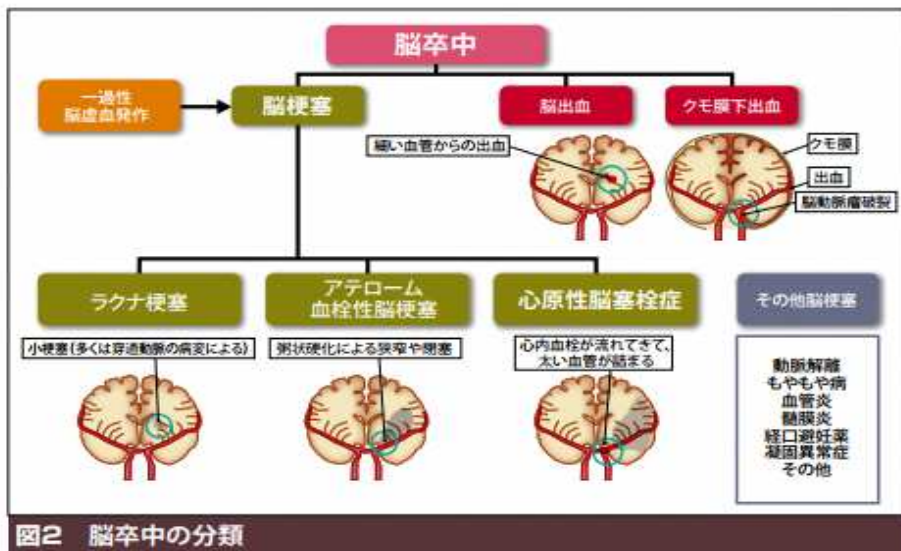 脳卒中
一過性
脳虚血発作
脳梗塞
脳出血
クモ膜下出血
細い血管からの出血
クモ膜
出血
脳動脈瘤破裂
ラクナ梗塞
アテローム
血栓性脳梗塞
心原性脳塞栓症
その他脳梗塞
小梗塞(多くは穿通動脈の病変による)
粥状硬化による狭窄や閉塞
心内血栓が流れてきて、
太い血管が詰まる
動脈解離
もやもや病
血管炎
髄膜炎
経口避妊薬
凝固異常症
その他
図2 脳卒中の分類